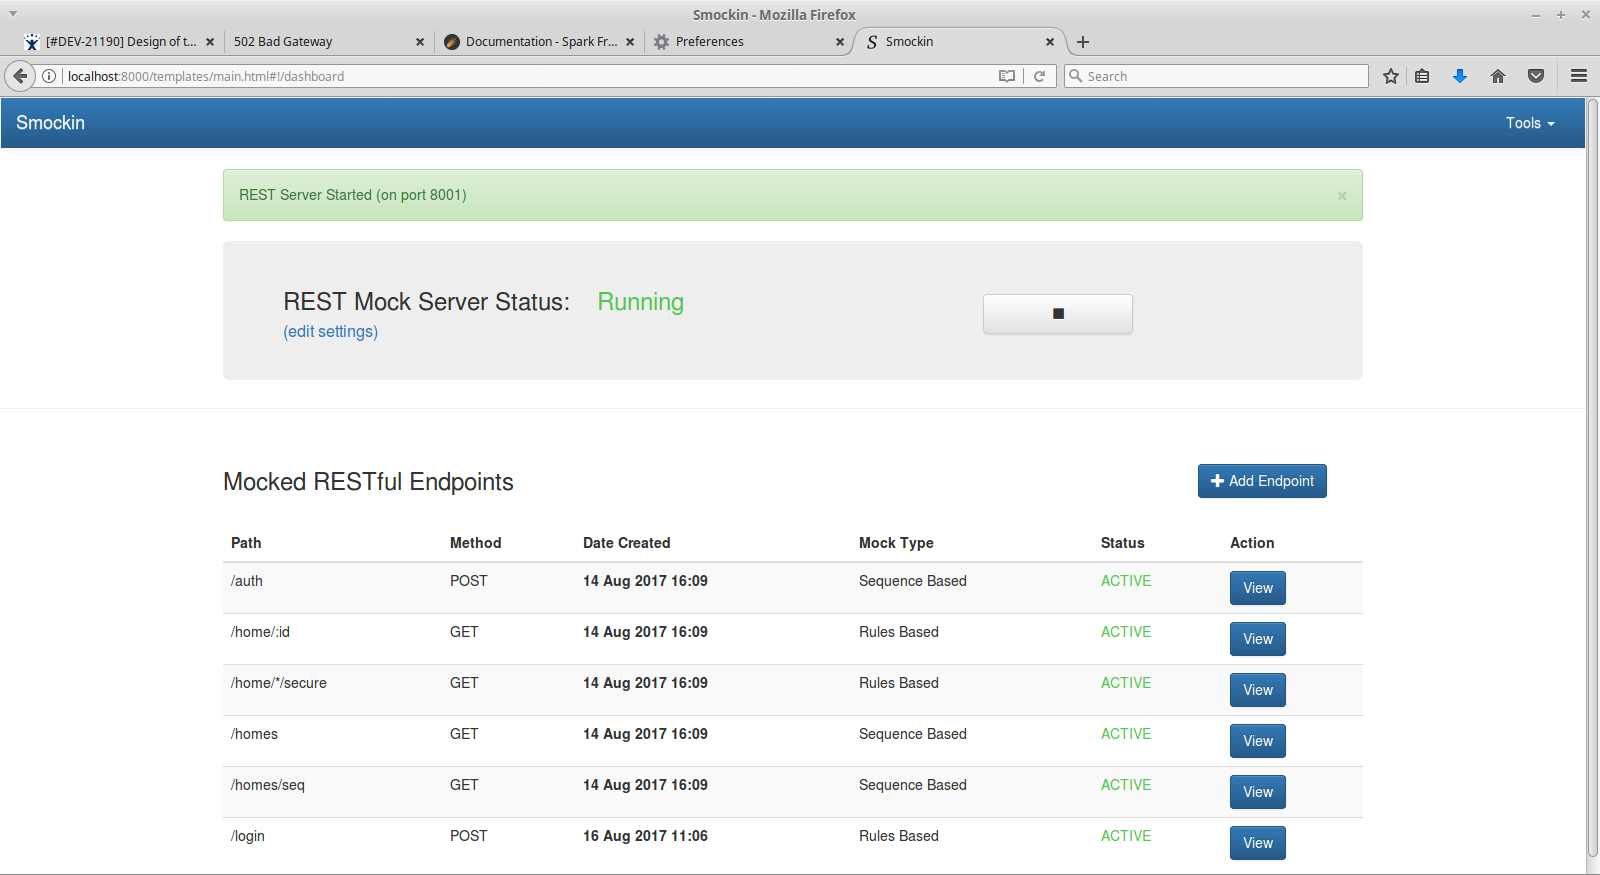 Smockin - Mozilla Firefox
[#DEV-21190] Design of t...
502 Bad Gateway
Documentation - Spark Fr...
Preferences
Smockin
localhost:8000/templates/main.html#!/dashboard
Search
Smockin
Tools
REST Server Started (on port 8001)
REST Mock Server Status: Running
(edit settings)
Mocked RESTful Endpoints
Add Endpoint
Path Method Date Created Mock Type Status Action
/auth POST 14 Aug 2017 16:09 Sequence Based ACTIVE View
/home/:id GET 14 Aug 2017 16:09 Rules Based ACTIVE View
/home/*/secure GET 14 Aug 2017 16:09 Rules Based ACTIVE View
/homes GET 14 Aug 2017 16:09 Sequence Based ACTIVE View
/homes/seq GET 14 Aug 2017 16:09 Sequence Based ACTIVE View
/login POST 16 Aug 2017 11:06 Rules Based ACTIVE View